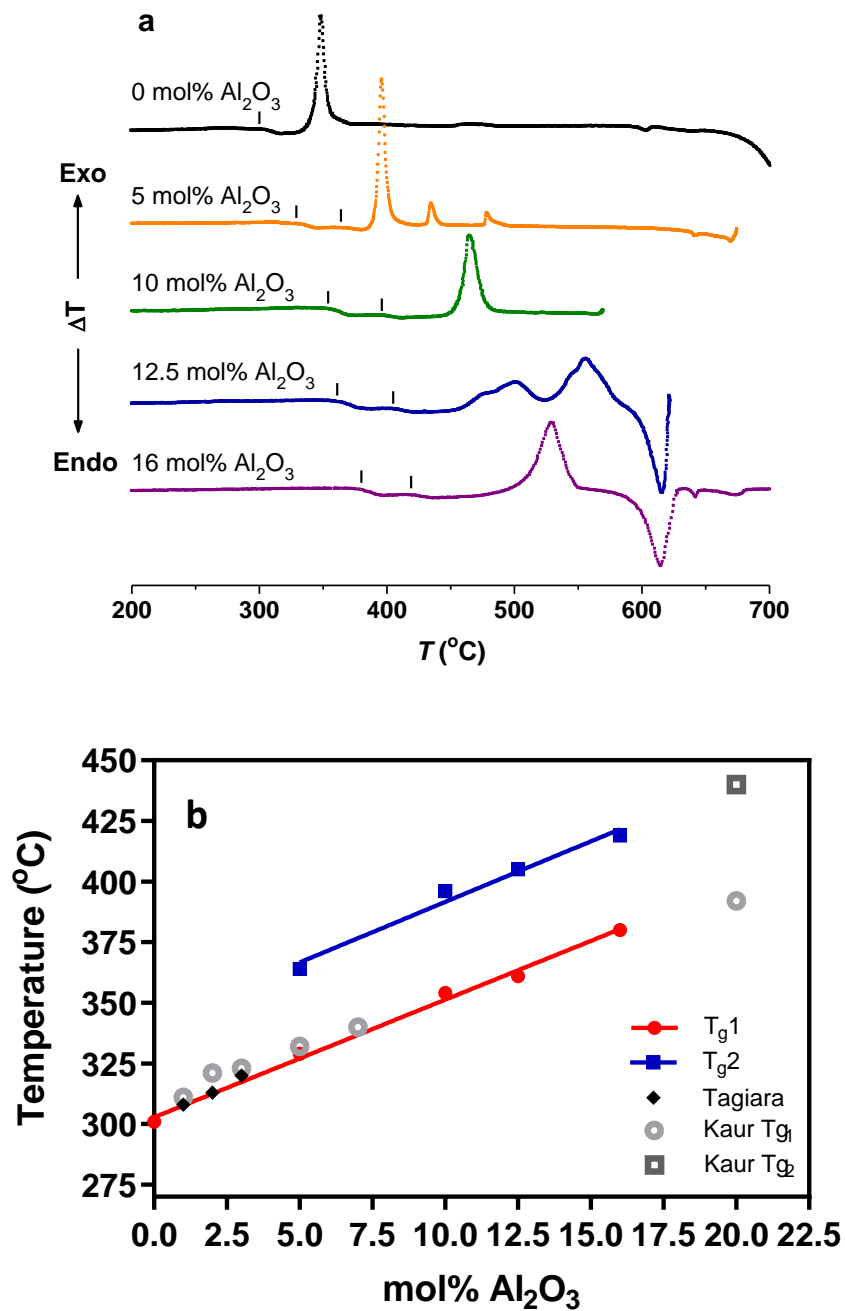 a
0 mol% Al₂O₃
Exo
5 mol% Al₂O₃
10 mol% Al₂O₃
ΔT
12.5 mol% Al₂O₃
Endo
16 mol% Al₂O₃
200 300 400 500 600 700
T (°C)
b
450
425
400
375
350
325
300
275
Temperature (°C)
Tg1
Tg2
Tagiara
Kaur Tg1
Kaur Tg2
0.0 2.5 5.0 7.5 10.0 12.5 15.0 17.5 20.0 22.5
mol% Al₂O₃